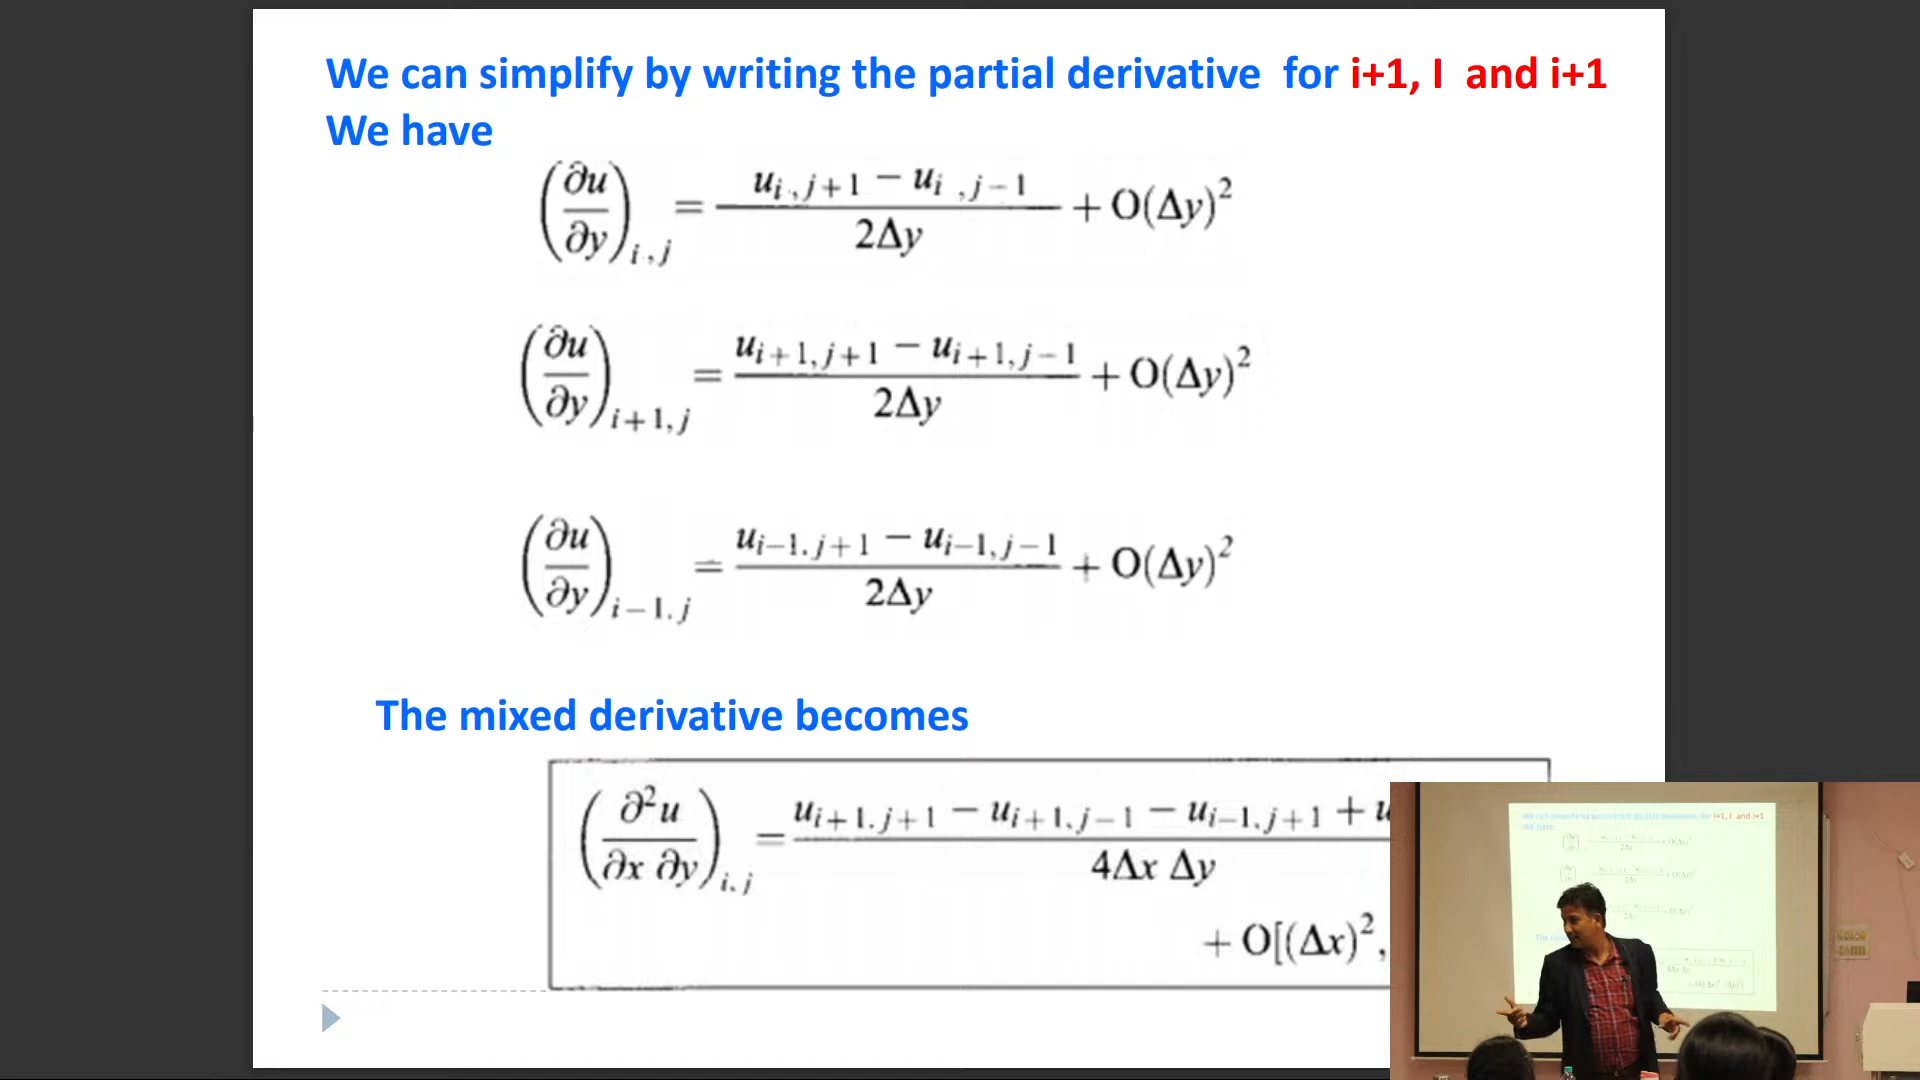 We can simplify by writing the partial derivative for i+1, I and i+1
We have
(∂u/∂y)_{i,j} = (u_{i,j+1} − u_{i,j−1})/(2Δy) + O(Δy)²
(∂u/∂y)_{i+1,j} = (u_{i+1,j+1} − u_{i+1,j−1})/(2Δy) + O(Δy)²
(∂u/∂y)_{i−1,j} = (u_{i−1,j+1} − u_{i−1,j−1})/(2Δy) + O(Δy)²
The mixed derivative becomes
(∂²u/∂x ∂y)_{i,j} = (u_{i+1,j+1} − u_{i+1,j−1} − u_{i−1,j+1} + u)/(4Δx Δy)
+ O[(Δx)²,